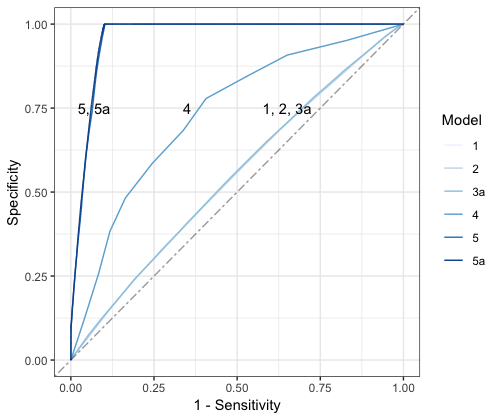 1.00
0.75
0.50
0.25
0.00
Specificity
5, 5a
4
1, 2, 3a
0.00 0.25 0.50 0.75 1.00
1 - Sensitivity
Model
1
2
3a
4
5
5a